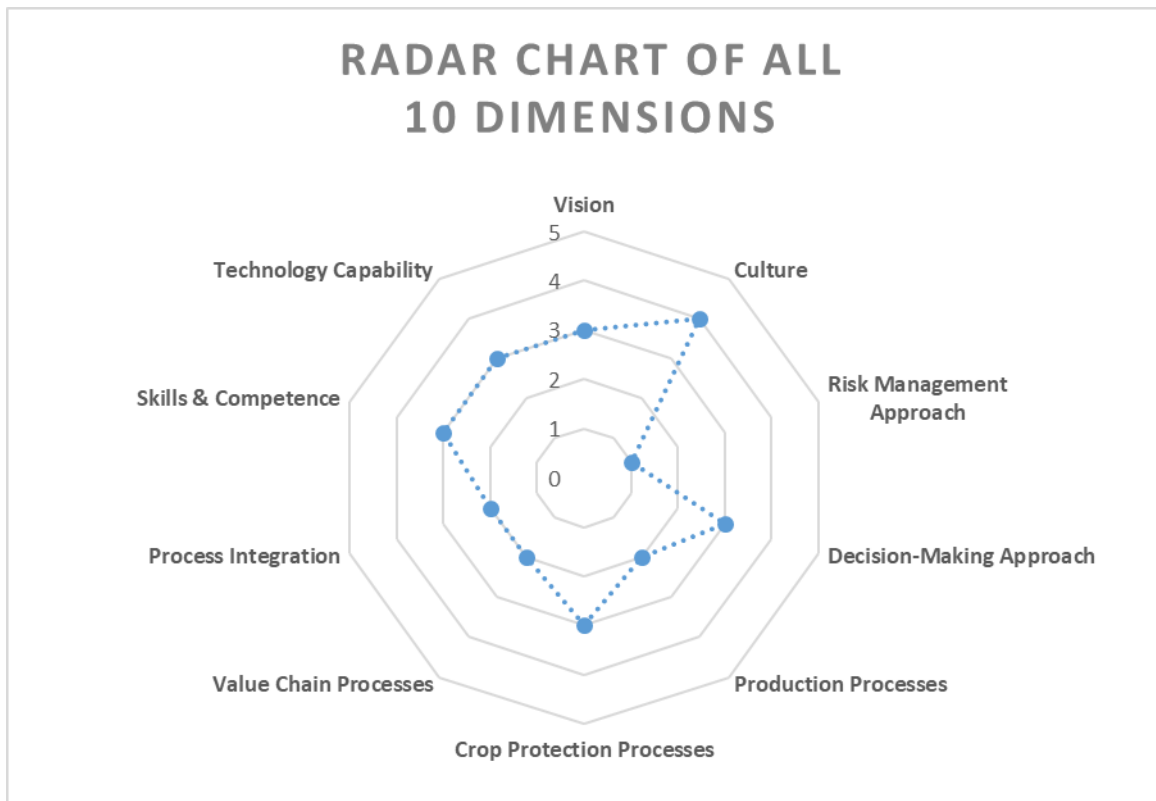 RADAR CHART OF ALL
10 DIMENSIONS
Vision
5
Technology Capability
Culture
4
3
Skills & Competence
Risk Management
Approach
2
1
0
Process Integration
Decision-Making Approach
Value Chain Processes
Production Processes
Crop Protection Processes